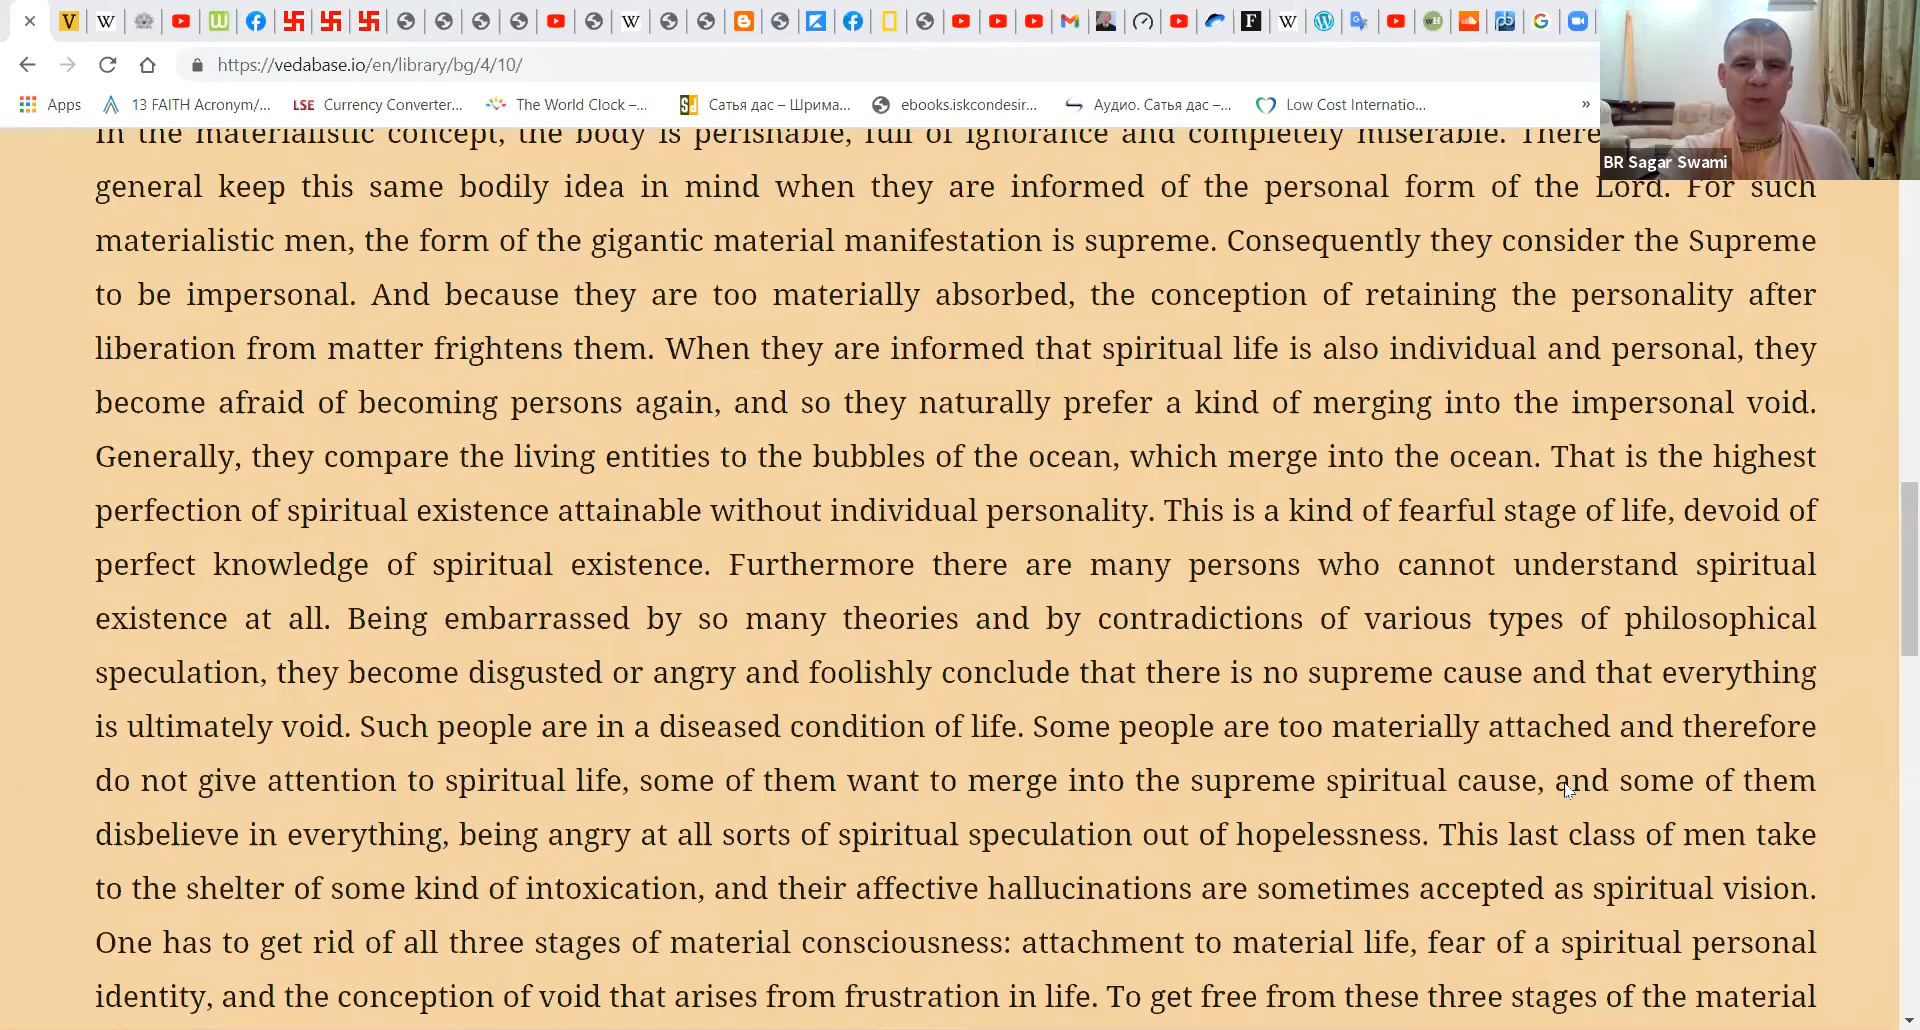 https://vedabase.io/en/library/bg/4/10/
Apps 13 FAITH Acronym/... LSE Currency Converter... The World Clock –... Сатья дас – Шрима... ebooks.iskcondesir... Аудио. Сатья дас –... Low Cost Internatio... »
BR Sagar Swami
In the materialistic concept, the body is perishable, full of ignorance and completely miserable. There
general keep this same bodily idea in mind when they are informed of the personal form of the Lord. For such
materialistic men, the form of the gigantic material manifestation is supreme. Consequently they consider the Supreme
to be impersonal. And because they are too materially absorbed, the conception of retaining the personality after
liberation from matter frightens them. When they are informed that spiritual life is also individual and personal, they
become afraid of becoming persons again, and so they naturally prefer a kind of merging into the impersonal void.
Generally, they compare the living entities to the bubbles of the ocean, which merge into the ocean. That is the highest
perfection of spiritual existence attainable without individual personality. This is a kind of fearful stage of life, devoid of
perfect knowledge of spiritual existence. Furthermore there are many persons who cannot understand spiritual
existence at all. Being embarrassed by so many theories and by contradictions of various types of philosophical
speculation, they become disgusted or angry and foolishly conclude that there is no supreme cause and that everything
is ultimately void. Such people are in a diseased condition of life. Some people are too materially attached and therefore
do not give attention to spiritual life, some of them want to merge into the supreme spiritual cause, and some of them
disbelieve in everything, being angry at all sorts of spiritual speculation out of hopelessness. This last class of men take
to the shelter of some kind of intoxication, and their affective hallucinations are sometimes accepted as spiritual vision.
One has to get rid of all three stages of material consciousness: attachment to material life, fear of a spiritual personal
identity, and the conception of void that arises from frustration in life. To get free from these three stages of the material